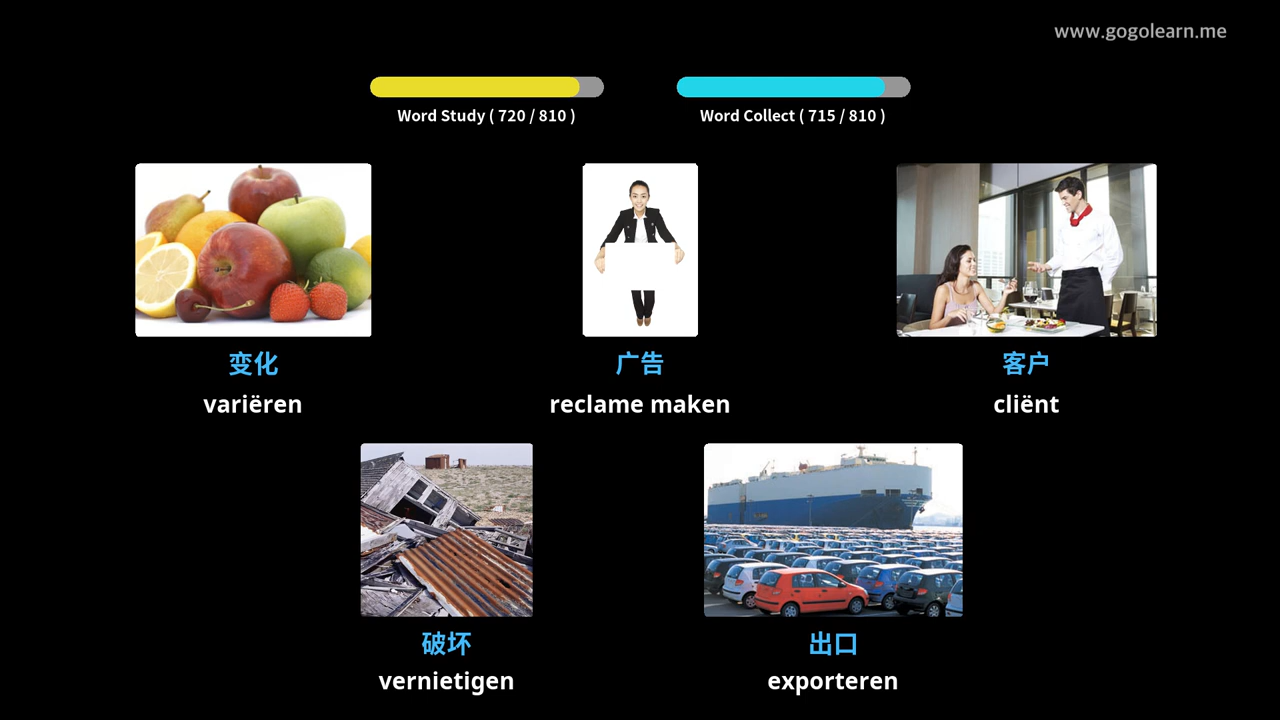 www.gogolearn.me
Word Study ( 720 / 810 )
Word Collect ( 715 / 810 )
变化
variëren
广告
reclame maken
客户
cliënt
破坏
vernietigen
出口
exporteren